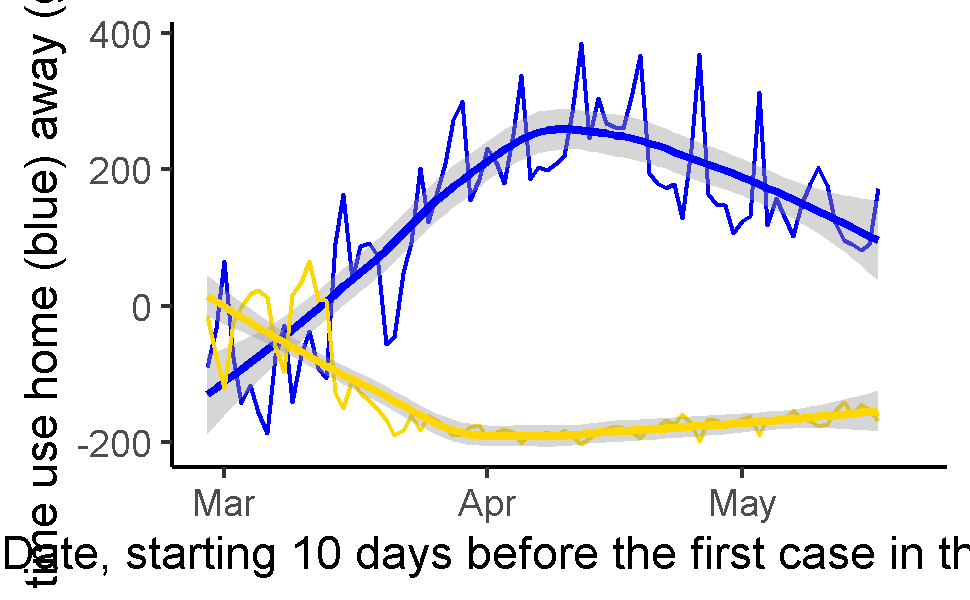 time use home (blue) away (
400
200
0
-200
Mar April May
Date, starting 10 days before the first case in th